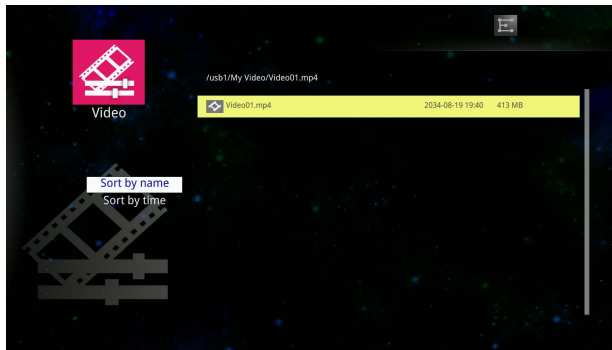 /usb1/My Video/Video01.mp4
Video
Video01.mp4 2034-08-19 19:40 413 MB
Sort by name
Sort by time